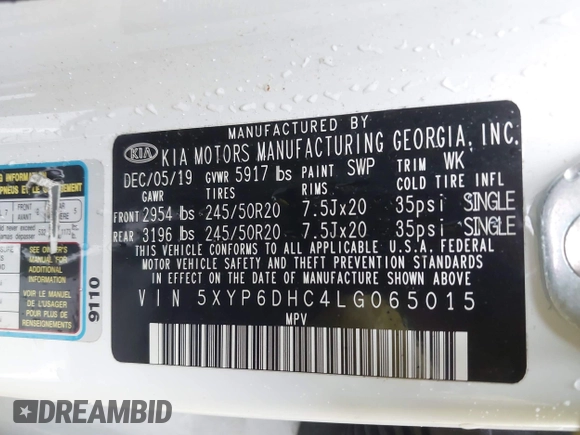 MANUFACTURED BY
KIA KIA MOTORS MANUFACTURING GEORGIA, INC.
DEC/05/19 GVWR 5917 lbs PAINT SWP TRIM WK
GAWR TIRES RIMS COLD TIRE INFL
FRONT 2954 lbs 245/50R20 7.5Jx20 35psi SINGLE
REAR 3196 lbs 245/50R20 7.5Jx20 35psi SINGLE
THIS VEHICLE CONFORMS TO ALL APPLICABLE U.S.A. FEDERAL
MOTOR VEHICLE SAFETY AND THEFT PREVENTION STANDARDS
IN EFFECT ON THE DATE OF MANUFACTURE SHOWN ABOVE.
VIN 5XYP6DHC4LG065015
MPV
SEE OWNER'S
MANUAL FOR
ADDITIONAL
INFORMATION
VOIR LE MANUEL
DE L'USAGER
POUR PLUS DE
RENSEIGNEMENTS
9110
DREAMBID